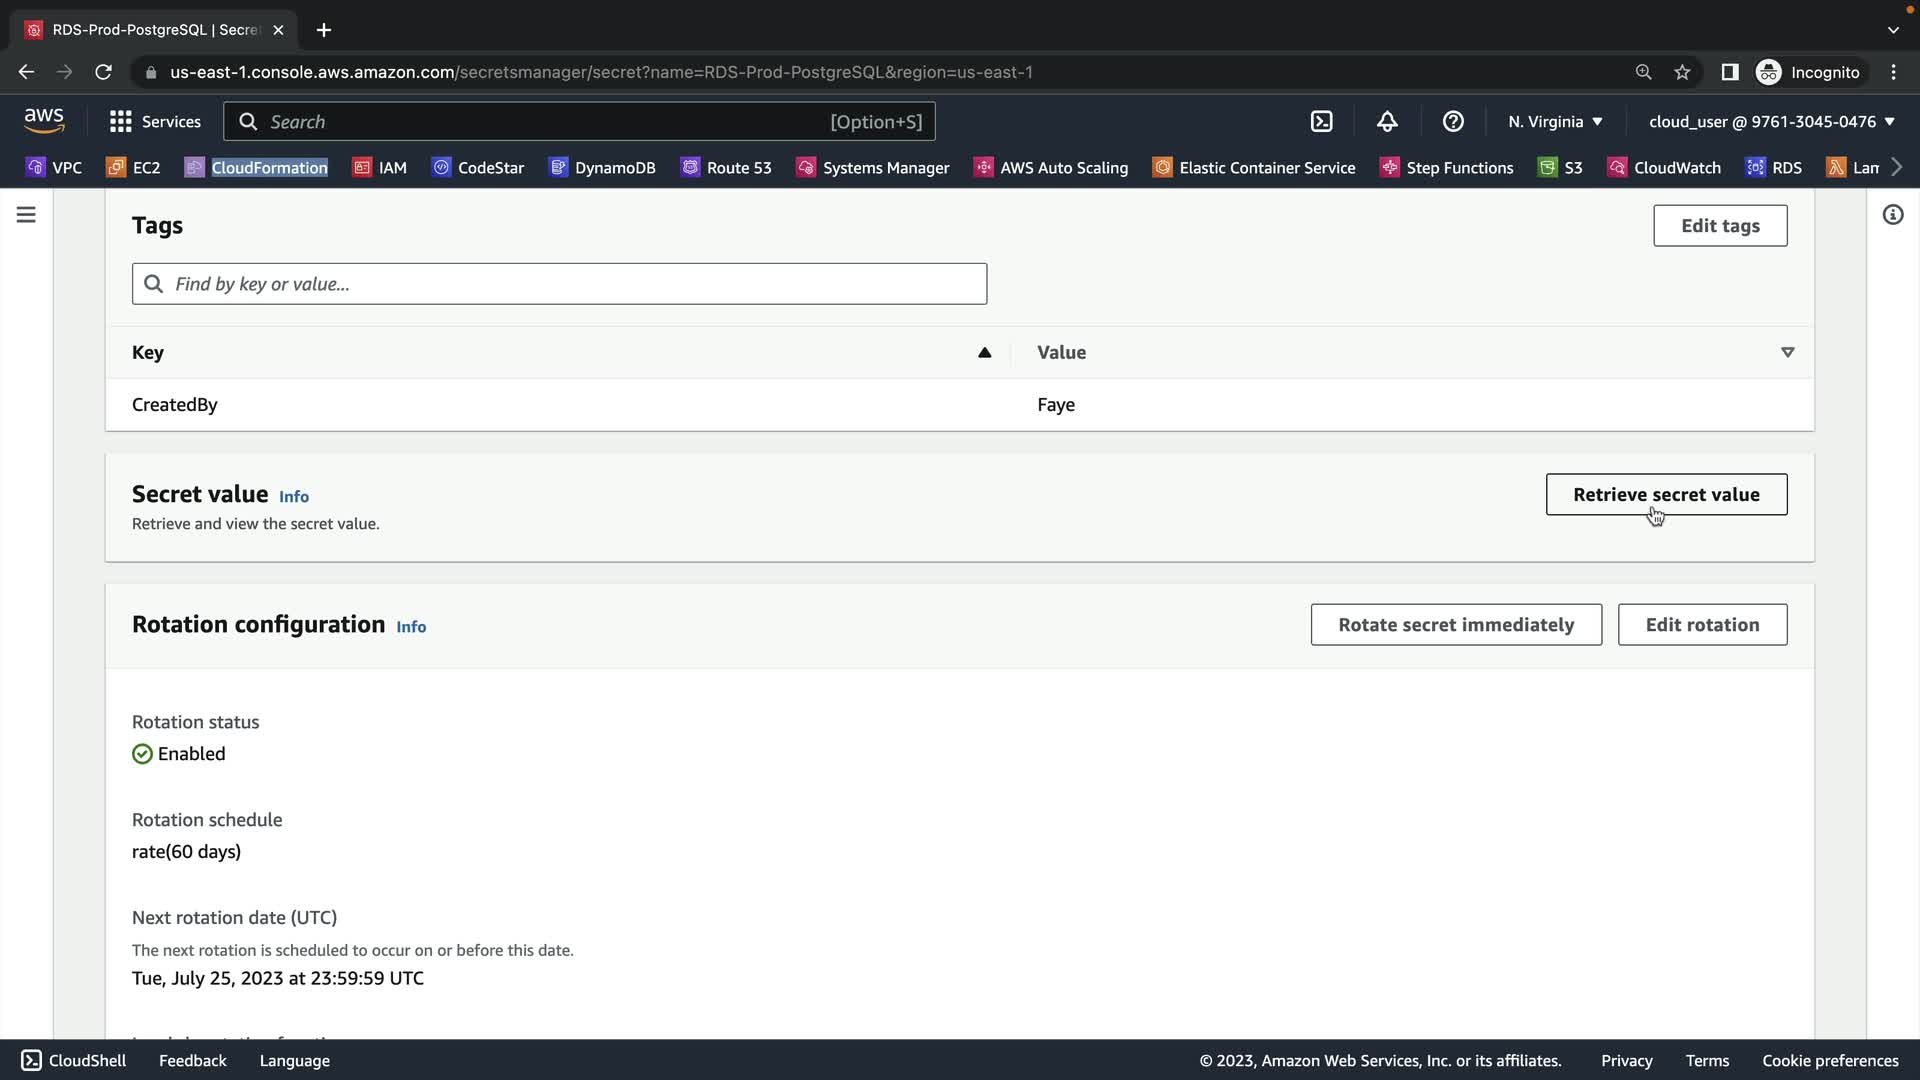 RDS-Prod-PostgreSQL | Secre
us-east-1.console.aws.amazon.com/secretsmanager/secret?name=RDS-Prod-PostgreSQL&region=us-east-1
Incognito
aws
Services
Search
[Option+S]
N. Virginia
cloud_user @ 9761-3045-0476
VPC
EC2
CloudFormation
IAM
CodeStar
DynamoDB
Route 53
Systems Manager
AWS Auto Scaling
Elastic Container Service
Step Functions
S3
CloudWatch
RDS
Lam
Tags
Edit tags
Find by key or value...
Key
Value
CreatedBy
Faye
Secret value Info
Retrieve secret value
Retrieve and view the secret value.
Rotation configuration Info
Rotate secret immediately
Edit rotation
Rotation status
Enabled
Rotation schedule
rate(60 days)
Next rotation date (UTC)
The next rotation is scheduled to occur on or before this date.
Tue, July 25, 2023 at 23:59:59 UTC
CloudShell
Feedback
Language
© 2023, Amazon Web Services, Inc. or its affiliates.
Privacy
Terms
Cookie preferences